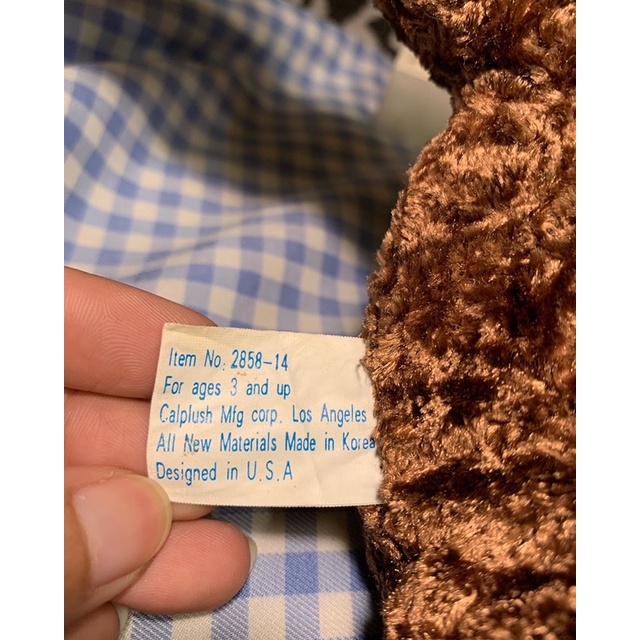 Item No: 2858-14
For ages 3 and up
Calplush Mfg corp. Los Angeles
All New Materials Made in Korea
Designed in U.S.A